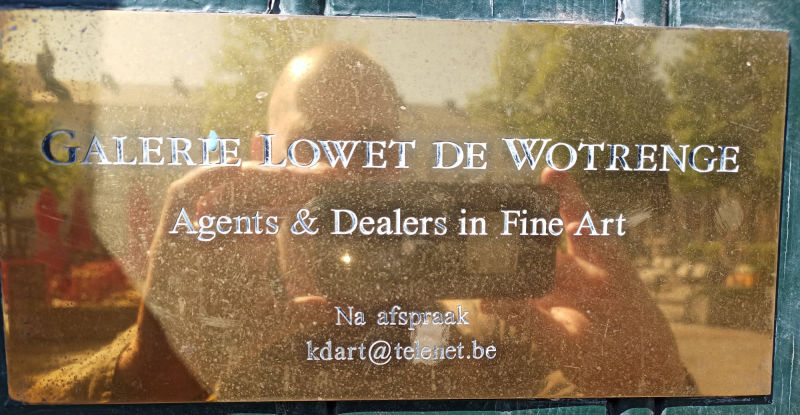 GALERIE LOWET DE WOTRENGE
Agents & Dealers in Fine Art
Na afspraak
kdart@telenet.be